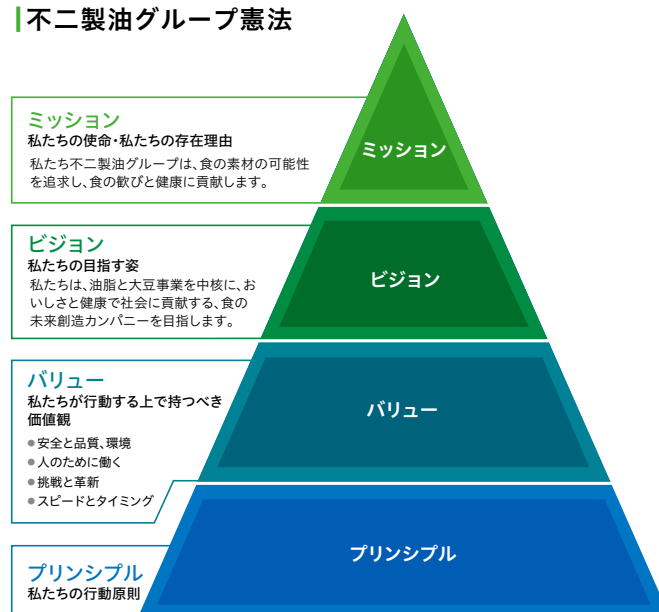 不二製油グループ憲法
ミッション
私たちの使命・私たちの存在理由
私たち不二製油グループは、食の素材の可能性
を追求し、食の歓びと健康に貢献します。
ミッション
ビジョン
私たちの目指す姿
私たちは、油脂と大豆事業を中核に、お
いしさと健康で社会に貢献する、食の
未来創造カンパニーを目指します。
ビジョン
バリュー
私たちが行動する上で持つべき
価値観
●安全と品質、環境
●人のために働く
●挑戦と革新
●スピードとタイミング
バリュー
プリンシプル
私たちの行動原則
プリンシプル